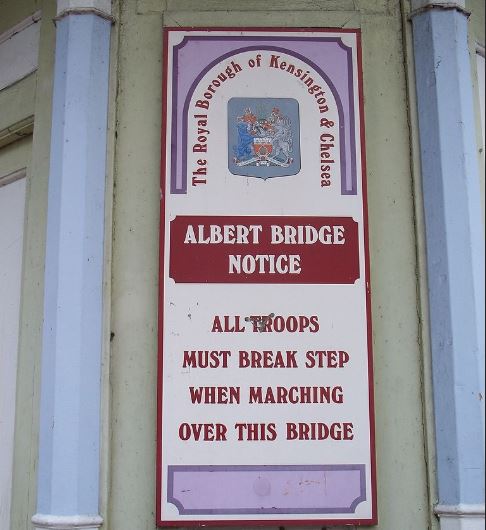 The Royal Borough of Kensington & Chelsea
ALBERT BRIDGE
NOTICE
ALL TROOPS
MUST BREAK STEP
WHEN MARCHING
OVER THIS BRIDGE